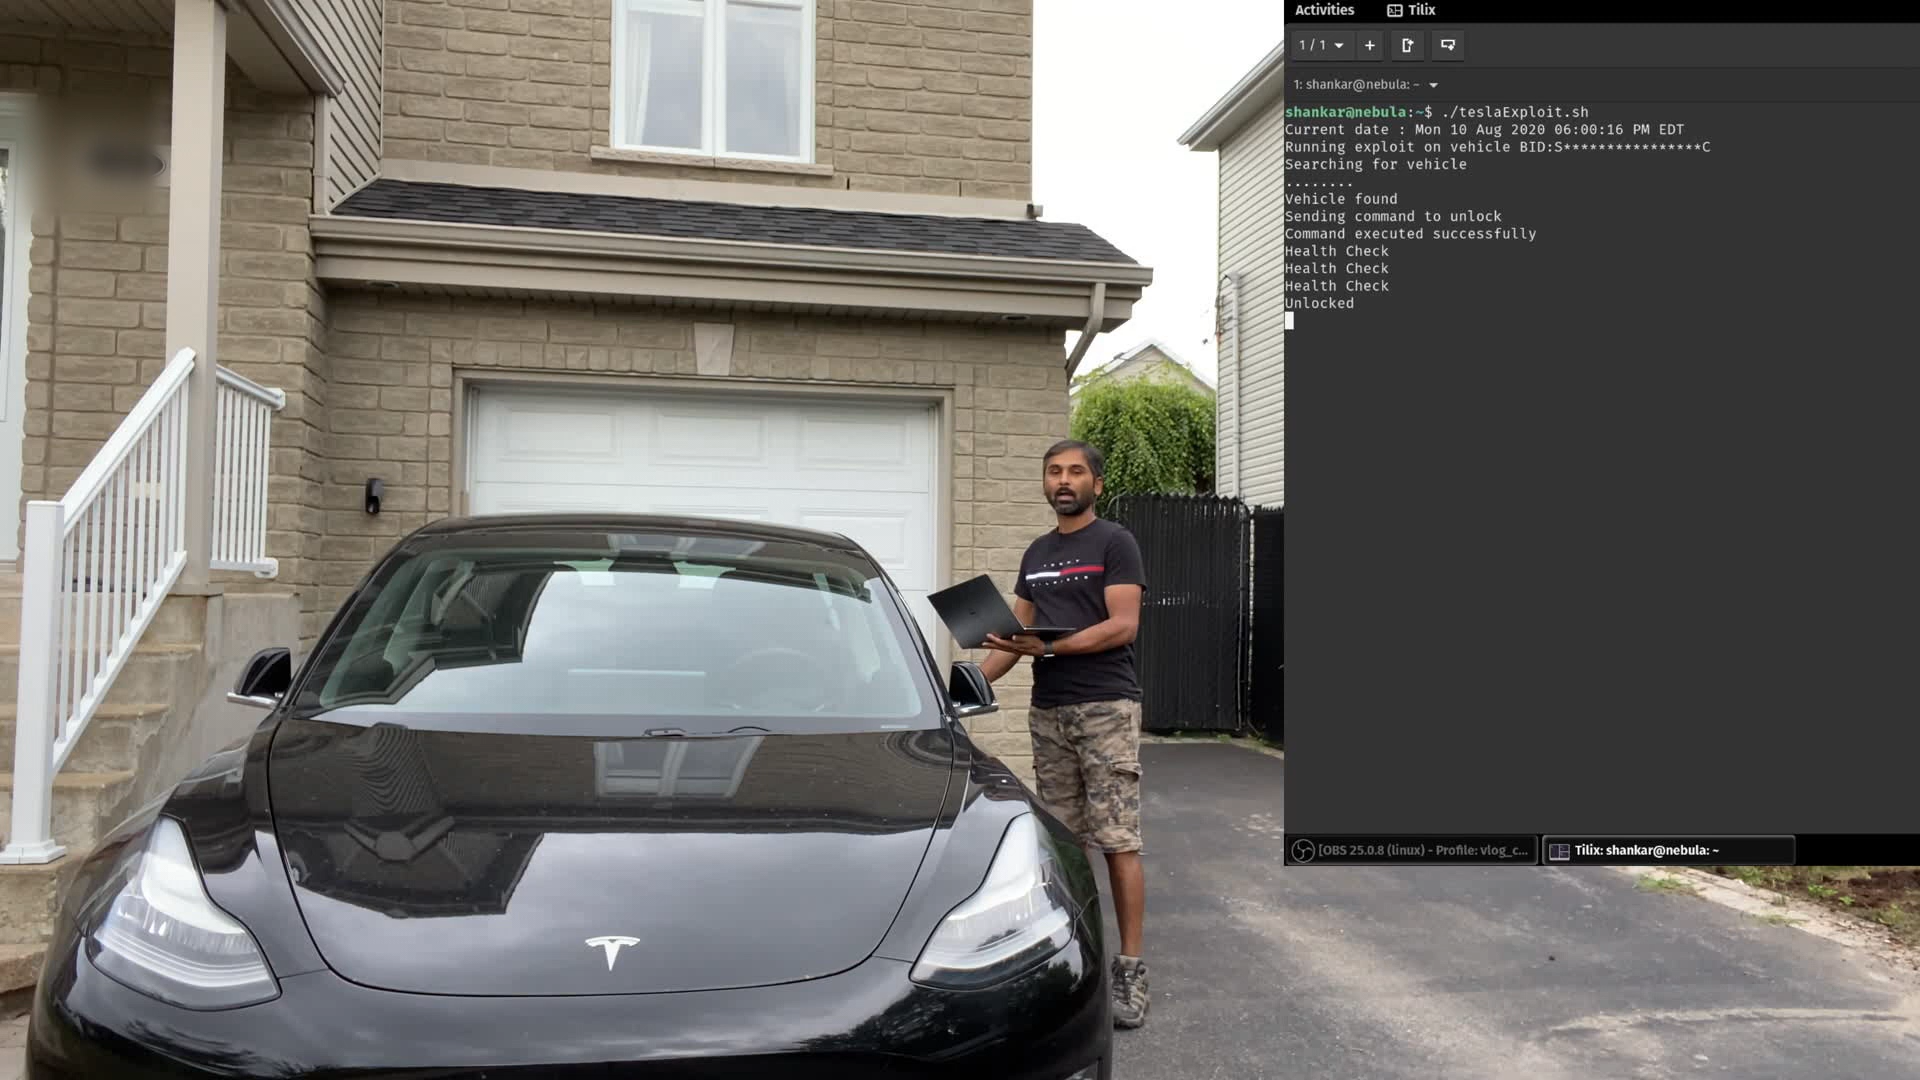 Activities Tilix
1 / 1
1: shankar@nebula: ~
shankar@nebula:~$ ./teslaExploit.sh
Current date : Mon 10 Aug 2020 06:00:16 PM EDT
Running exploit on vehicle BID:S****************C
Searching for vehicle
........
Vehicle found
Sending command to unlock
Command executed successfully
Health Check
Health Check
Health Check
Unlocked
[OBS 25.0.8 (linux) - Profile: vlog_c... Tilix: shankar@nebula: ~